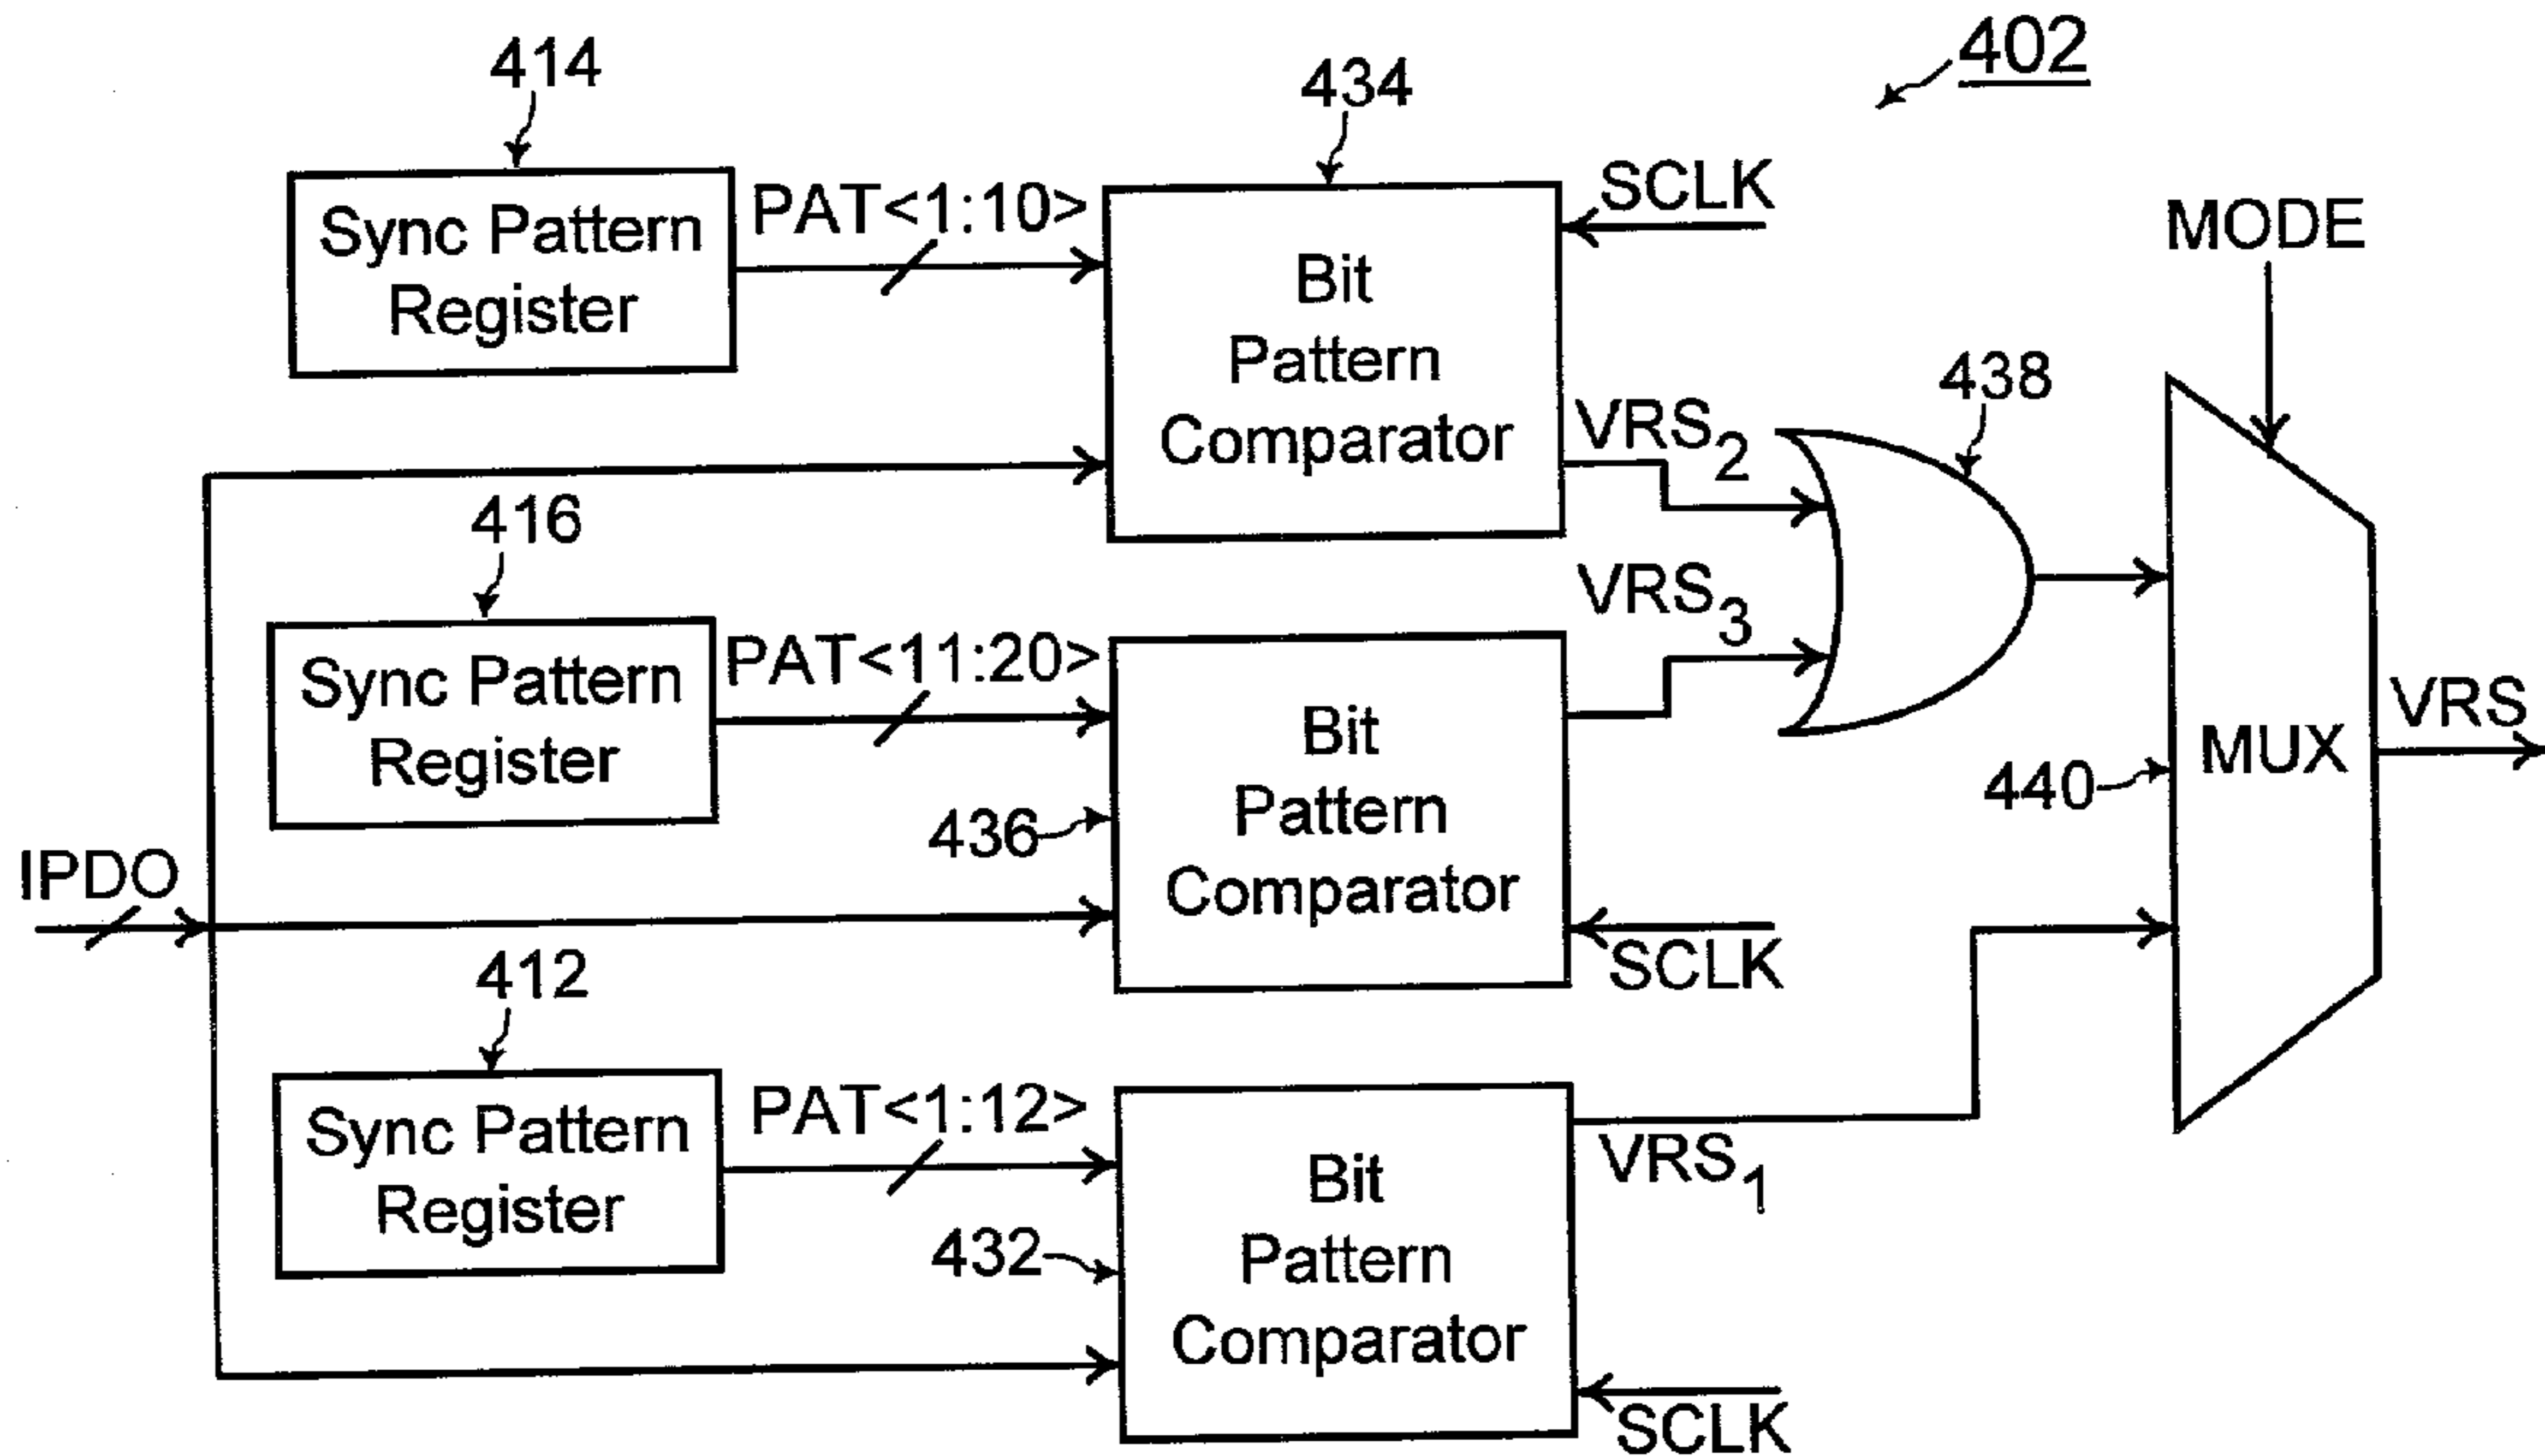 402
414
434
Sync Pattern
Register
PAT<1:10>
SCLK
Bit
Pattern
Comparator
MODE
VRS2
438
416
Sync Pattern
Register
PAT<11:20>
VRS3
Bit
Pattern
Comparator
436
MUX
440
VRS
IPDO
SCLK
412
Sync Pattern
Register
PAT<1:12>
Bit
Pattern
Comparator
432
VRS1
SCLK